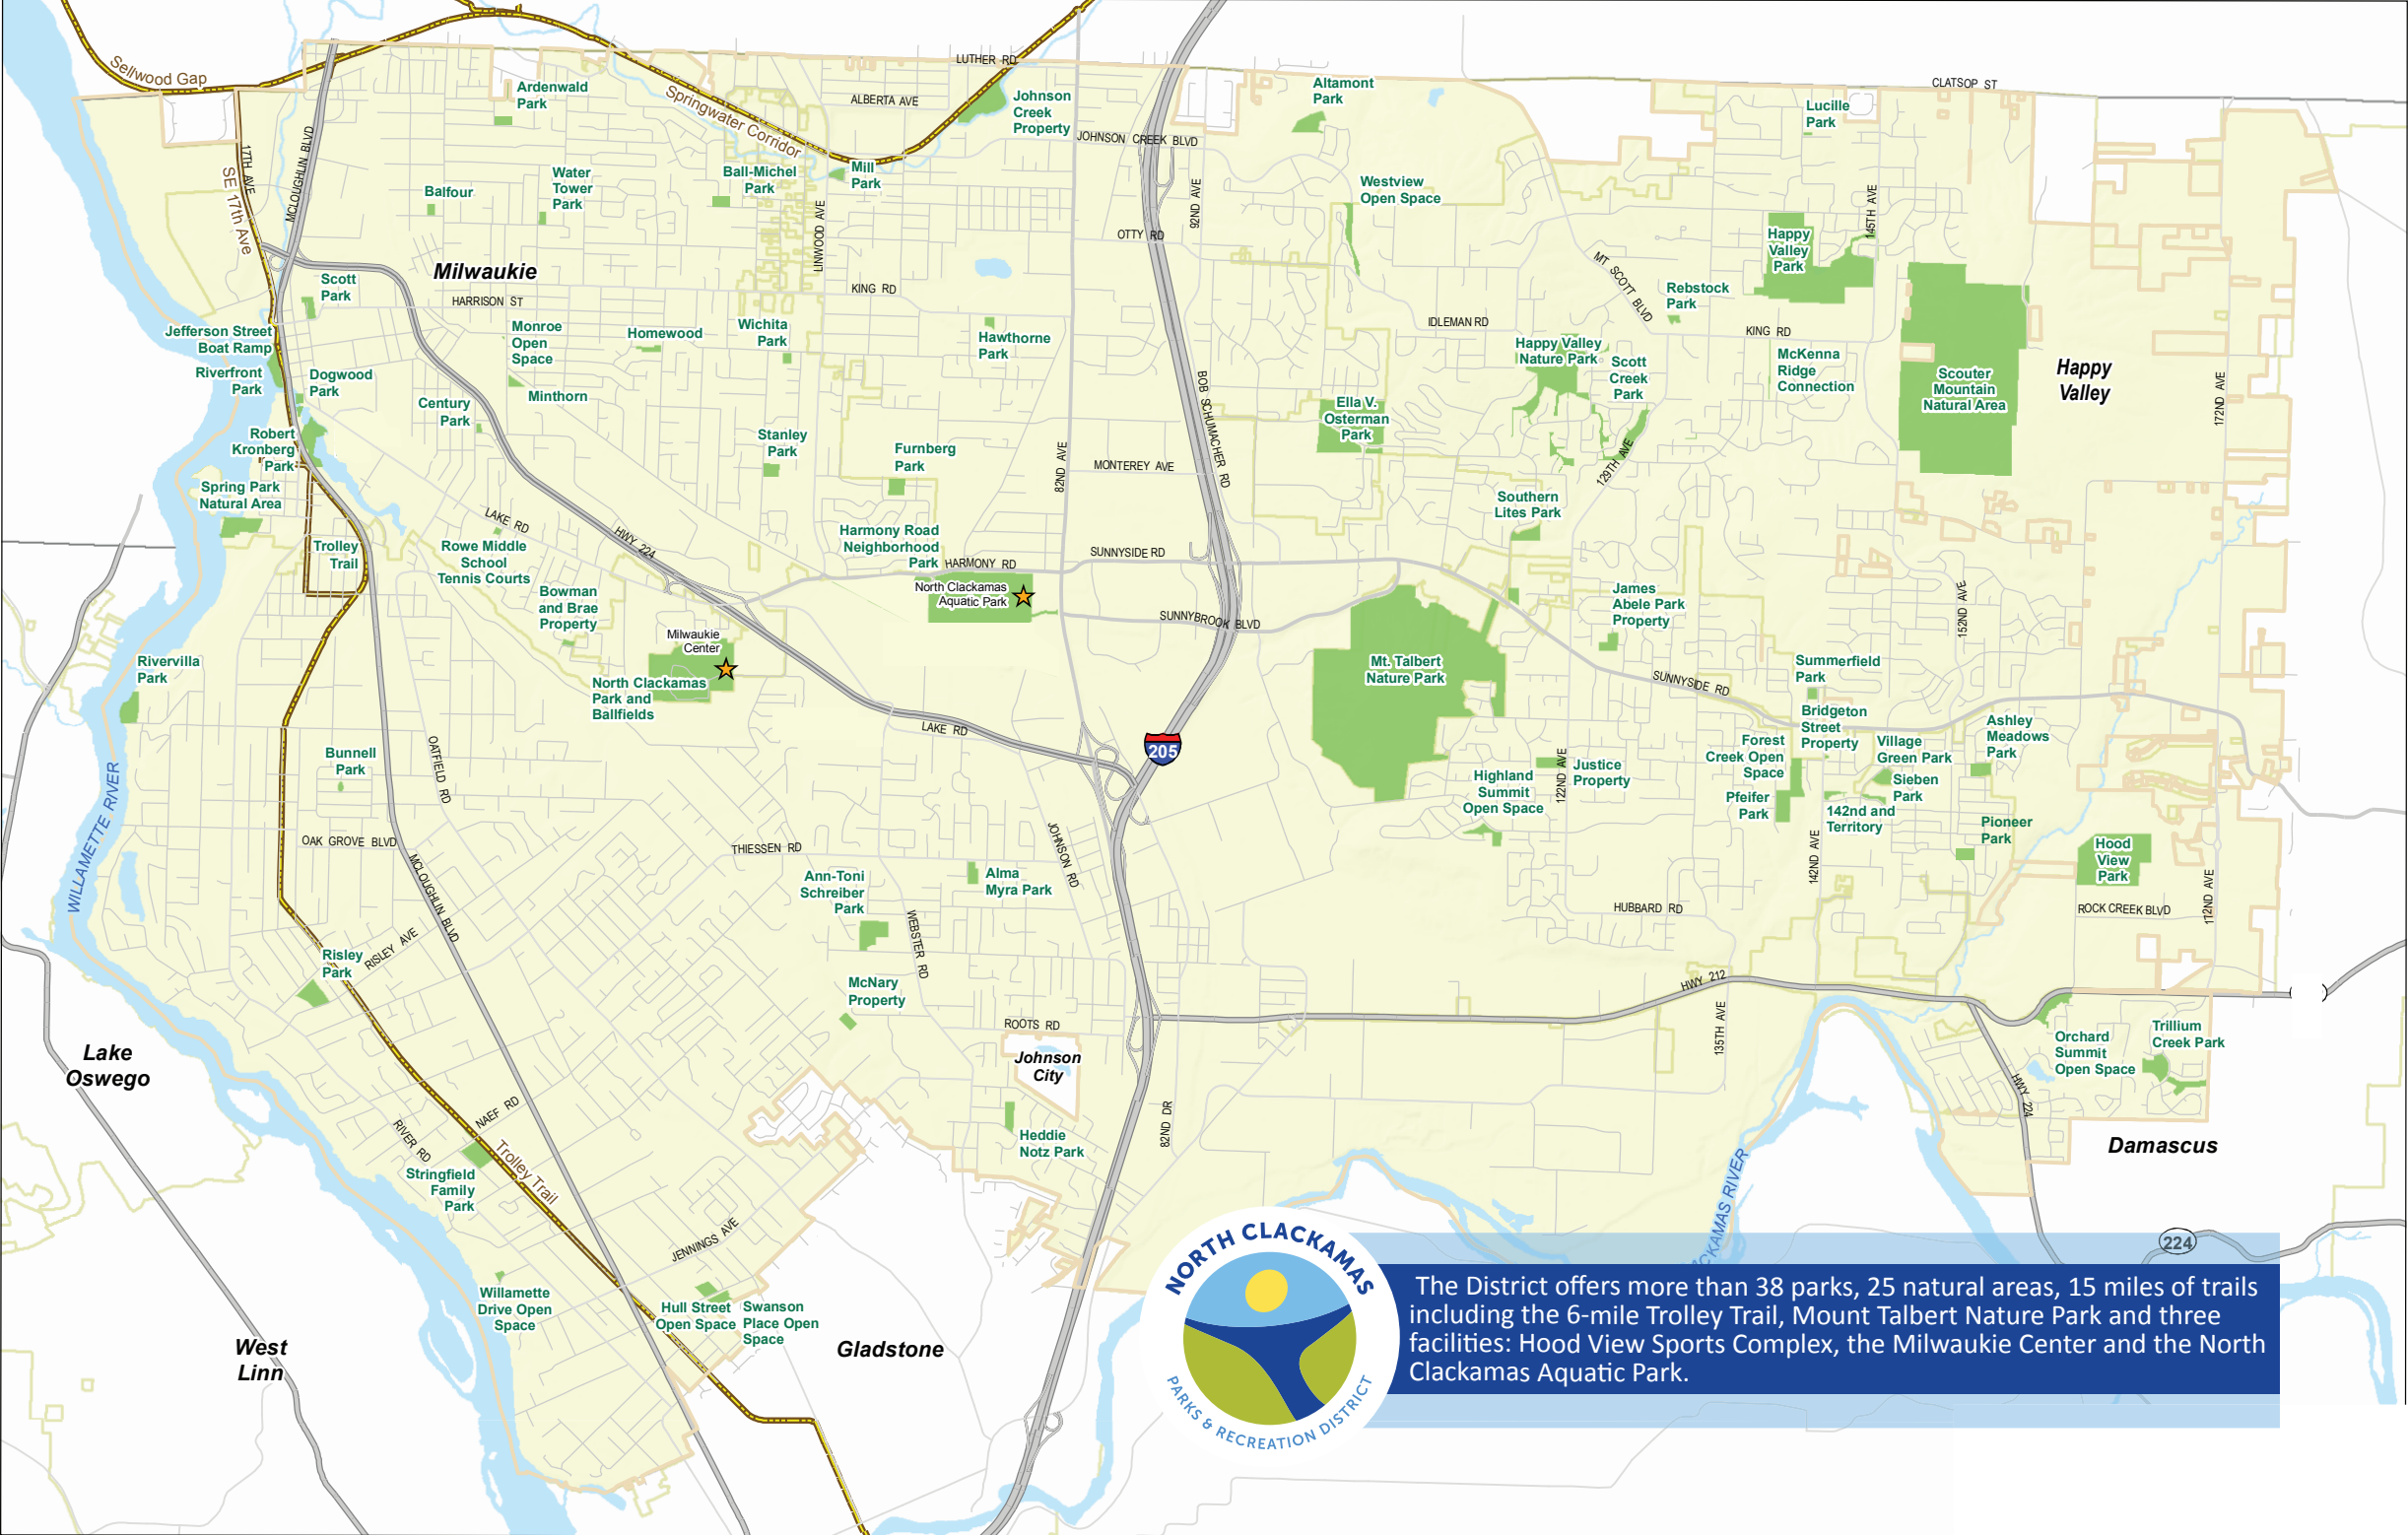 Sellwood Gap
LUTHER RD
CLATSOP ST
Ardenwald
Park
Springwater Corridor
ALBERTA AVE
Johnson
Creek
Property
Altamont
Park
Lucille
Park
JOHNSON CREEK BLVD
17TH AVE
SE 17th Ave
MCLOUGHLIN BLVD
Balfour
Water
Tower
Park
Ball-Michel
Park
Mill
Park
LINWOOD AVE
92ND AVE
Westview
Open Space
OTTY RD
145TH AVE
Happy
Valley
Park
MT SCOTT BLVD
Milwaukie
Scott
Park
HARRISON ST
KING RD
Rebstock
Park
Jefferson Street
Boat Ramp
Monroe
Open
Space
Homewood
Wichita
Park
Hawthorne
Park
IDLEMAN RD
KING RD
Happy Valley
Nature Park
Scott
Creek
Park
McKenna
Ridge
Connection
Scouter
Mountain
Natural Area
Happy
Valley
172ND AVE
Riverfront
Park
Dogwood
Park
Century
Park
Minthorn
BOB SCHUMACHER RD
Ella V.
Osterman
Park
Robert
Kronberg
Park
Stanley
Park
Furnberg
Park
82ND AVE
MONTEREY AVE
129TH AVE
Spring Park
Natural Area
LAKE RD
HWY 224
Southern
Lites Park
Trolley
Trail
Rowe Middle
School
Tennis Courts
Harmony Road
Neighborhood
Park
HARMONY RD
SUNNYSIDE RD
North Clackamas
Aquatic Park
Bowman
and Brae
Property
SUNNYBROOK BLVD
James
Abele Park
Property
152ND AVE
Milwaukie
Center
Rivervilla
Park
North Clackamas
Park and
Ballfields
Mt. Talbert
Nature Park
SUNNYSIDE RD
Summerfield
Park
Bridgeton
Street
Property
Ashley
Meadows
Park
LAKE RD
205
Forest
Creek Open
Space
Village
Green Park
Bunnell
Park
OATFIELD RD
WILLAMETTE RIVER
Highland
Summit
Open Space
122ND AVE
Justice
Property
Sieben
Park
Pfeifer
Park
142nd and
Territory
Pioneer
Park
OAK GROVE BLVD
MCLOUGHLIN BLVD
THIESSEN RD
JOHNSON RD
142ND AVE
Hood
View
Park
Ann-Toni
Schreiber
Park
Alma
Myra Park
WEBSTER RD
HUBBARD RD
ROCK CREEK BLVD
172ND AVE
Risley
Park
RISLEY AVE
McNary
Property
HWY 212
ROOTS RD
135TH AVE
Lake
Oswego
Johnson
City
Orchard
Summit
Open Space
Trillium
Creek Park
HWY 224
NAEF RD
RIVER RD
82ND DR
Heddie
Notz Park
Damascus
Stringfield
Family
Park
Trolley Trail
JENNINGS AVE
CKAMAS RIVER
224
Willamette
Drive Open
Space
Hull Street
Open Space
Swanson
Place Open
Space
West
Linn
Gladstone
NORTH CLACKAMAS
PARKS & RECREATION DISTRICT
The District offers more than 38 parks, 25 natural areas, 15 miles of trails
including the 6-mile Trolley Trail, Mount Talbert Nature Park and three
facilities: Hood View Sports Complex, the Milwaukie Center and the North
Clackamas Aquatic Park.